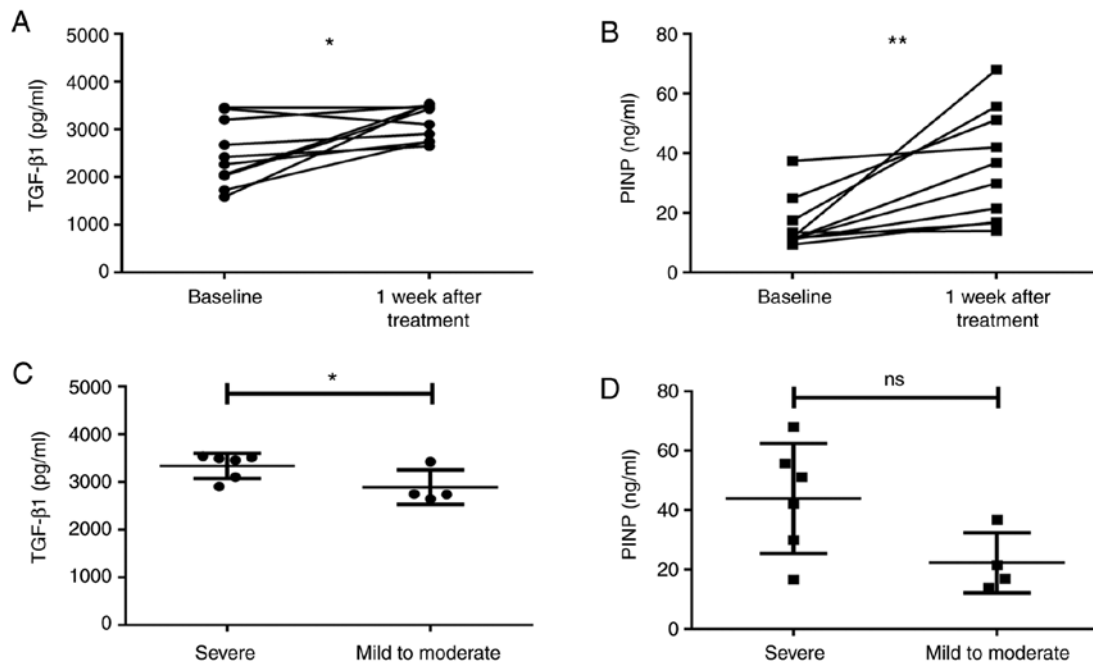 A
5000
4000
3000
2000
1000
0
TGF-β1 (pg/ml)
*
Baseline
1 week after
treatment
B
80
60
40
20
0
PINP (ng/ml)
**
Baseline
1 week after
treatment
C
5000
4000
3000
2000
1000
0
TGF-β1 (pg/ml)
*
Severe
Mild to moderate
D
80
60
40
20
0
PINP (ng/ml)
ns
Severe
Mild to moderate